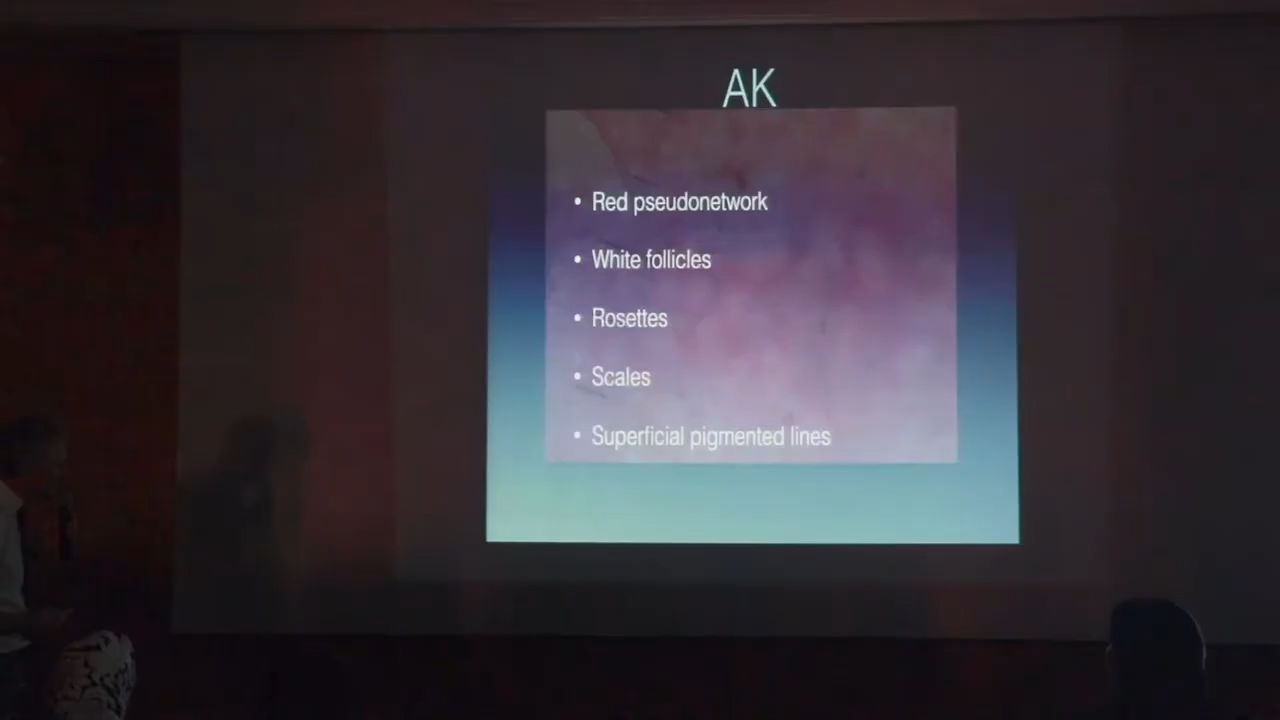 AK
• Red pseudonetwork
• White follicles
• Rosettes
• Scales
• Superficial pigmented lines